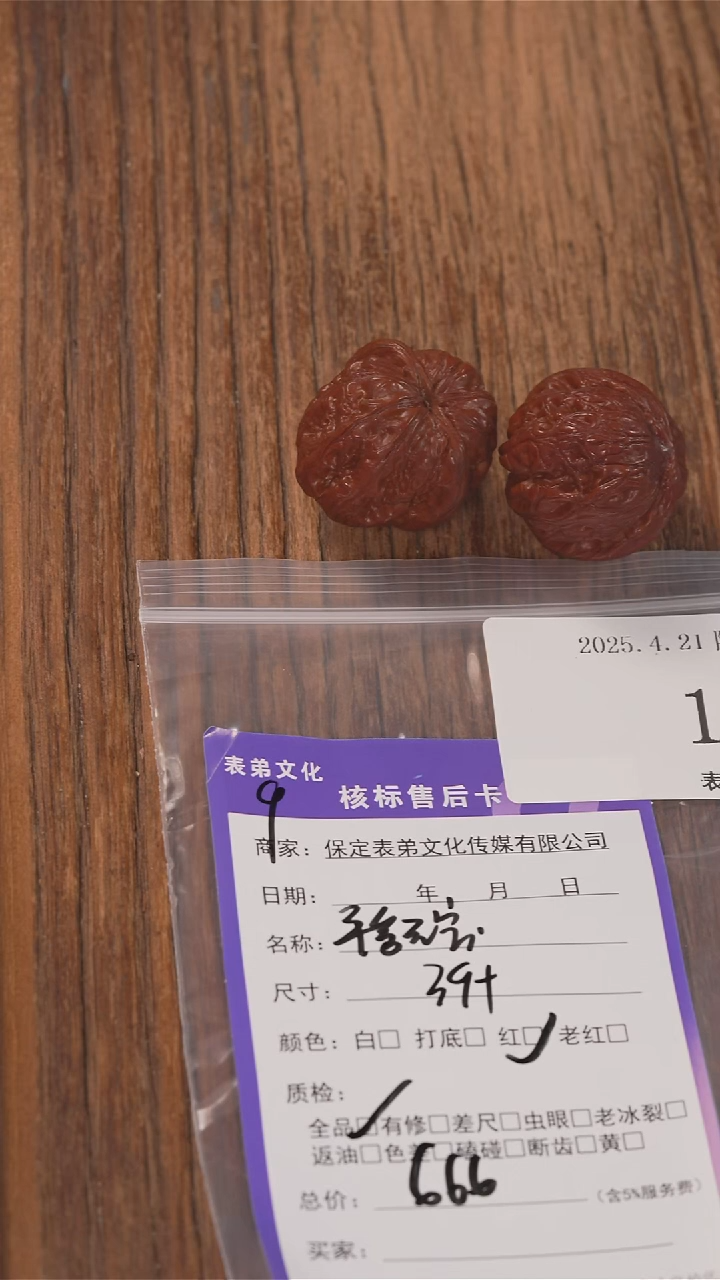 2025.4.21
1
表
表弟文化
核标售后卡
9
商家：保定表弟文化传媒有限公司
日期： 年 月 日
名称：
尺寸：39+
颜色：白□ 打底□ 红□ 老红□
质检：
全品□有修□差尺□虫眼□老冰裂□
返油□色差□磕碰□断齿□黄□
总价：666（含5%服务费）
买家：